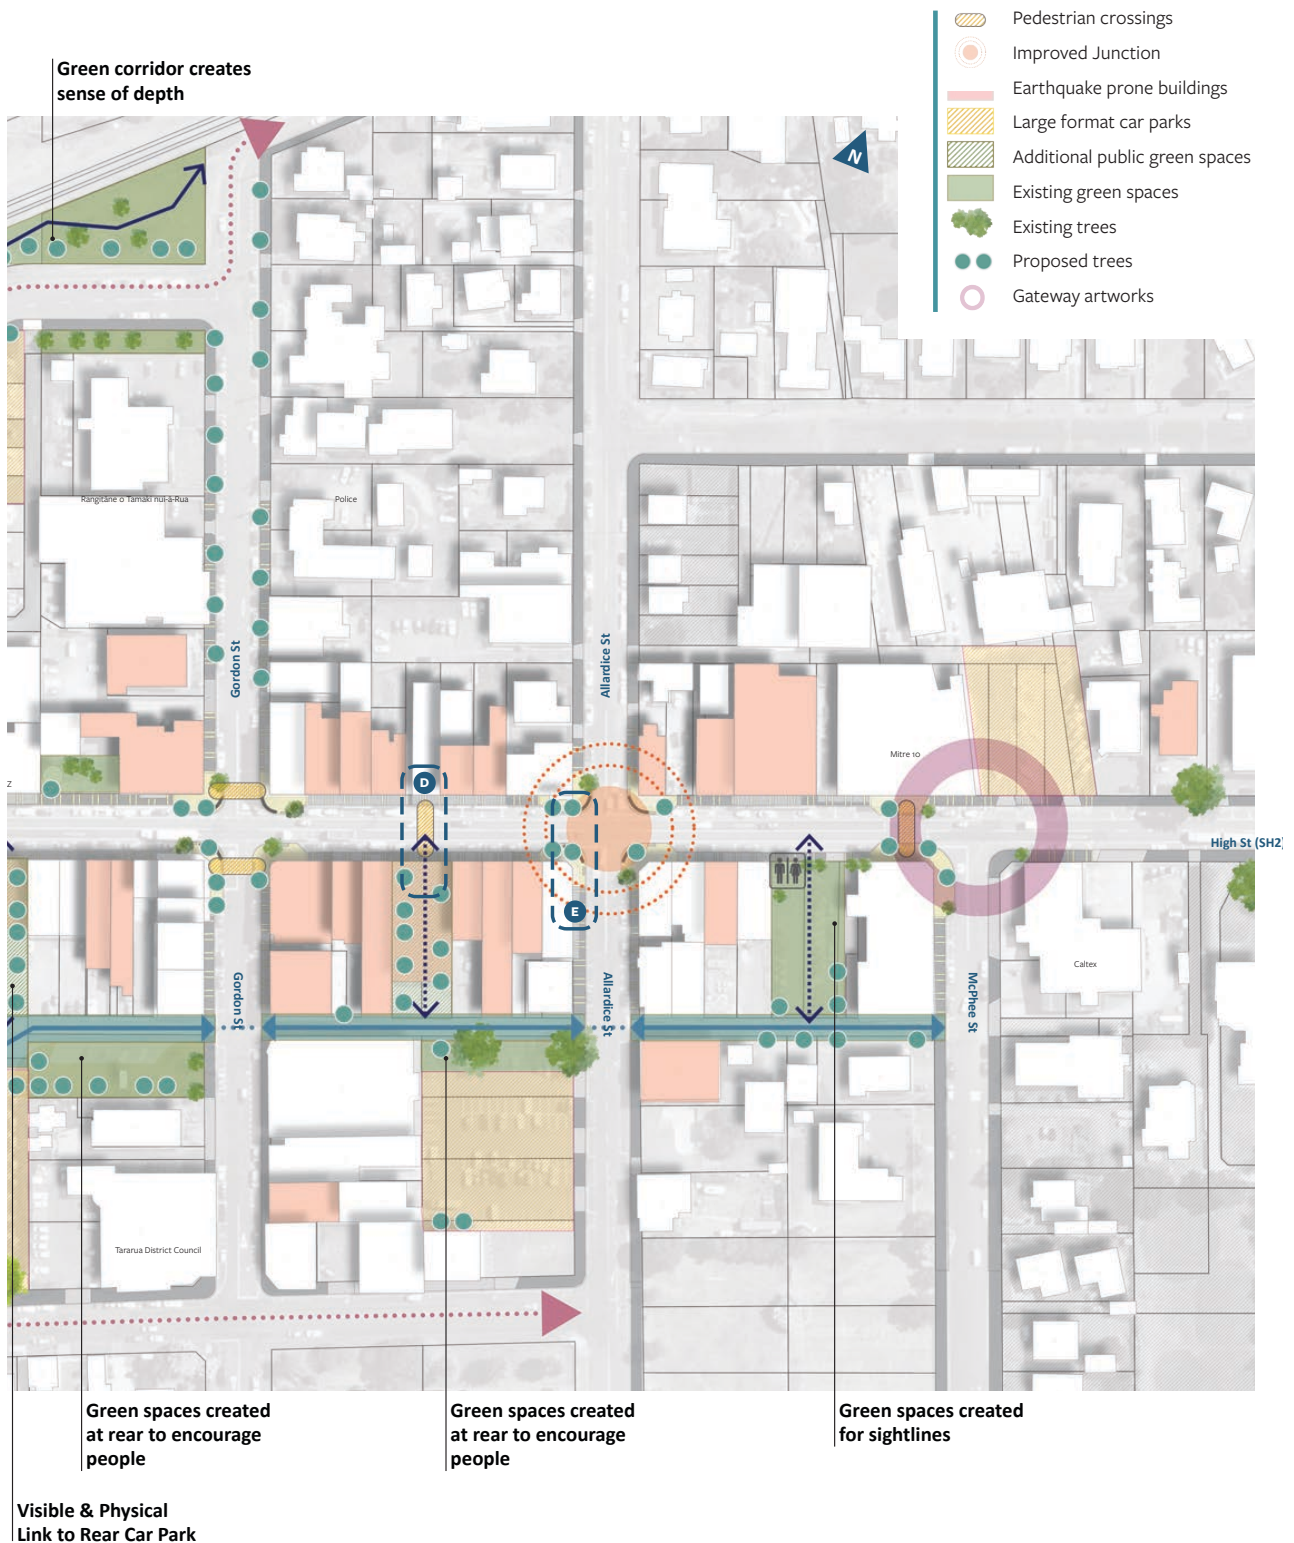 Pedestrian crossings
Improved Junction
Earthquake prone buildings
Large format car parks
Additional public green spaces
Existing green spaces
Existing trees
Proposed trees
Gateway artworks
Green corridor creates
sense of depth
N
Rangitāne o Tamaki nui-ā-Rua
Police
Gordon St
Allardice St
Mitre 10
Z
D
High St (SH2)
E
Gordon St
Allardice St
McPhee St
Caltex
Tararua District Council
Green spaces created
at rear to encourage
people
Green spaces created
at rear to encourage
people
Green spaces created
for sightlines
Visible & Physical
Link to Rear Car Park